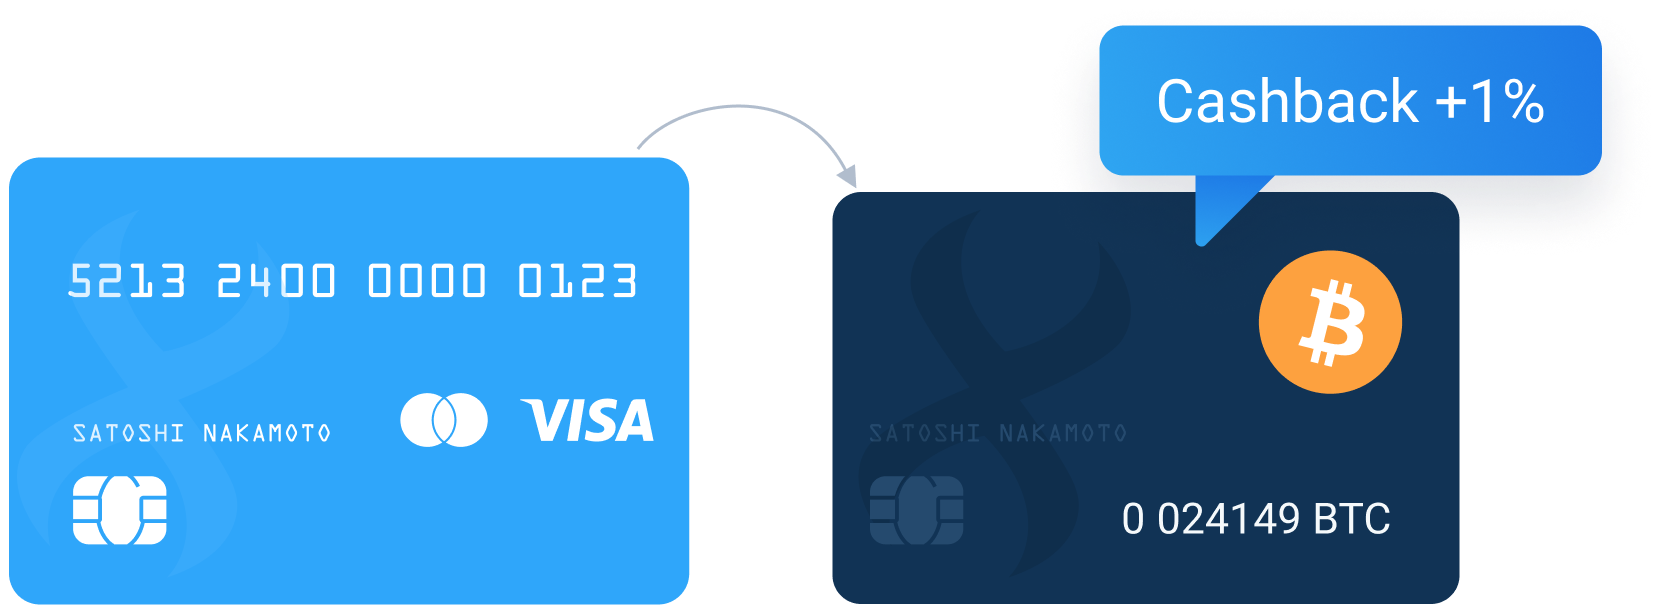 Cashback +1%
5213 2400 0000 0123
SATOSHI NAKAMOTO
VISA
SATOSHI NAKAMOTO
0 024149 BTC